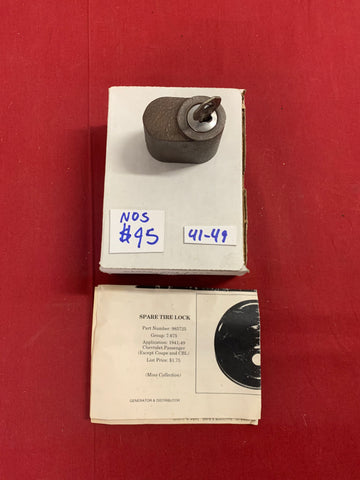 NOS
$45
41-49
SPARE TIRE LOCK
Part Number: 985725
Group: 7.675
Application: 1941-49
Chevrolet Passenger
(Except Coupe and CBL)
List Price: $1.75
(Moxe Collection)
GENERATOR & DISTRIBUTOR